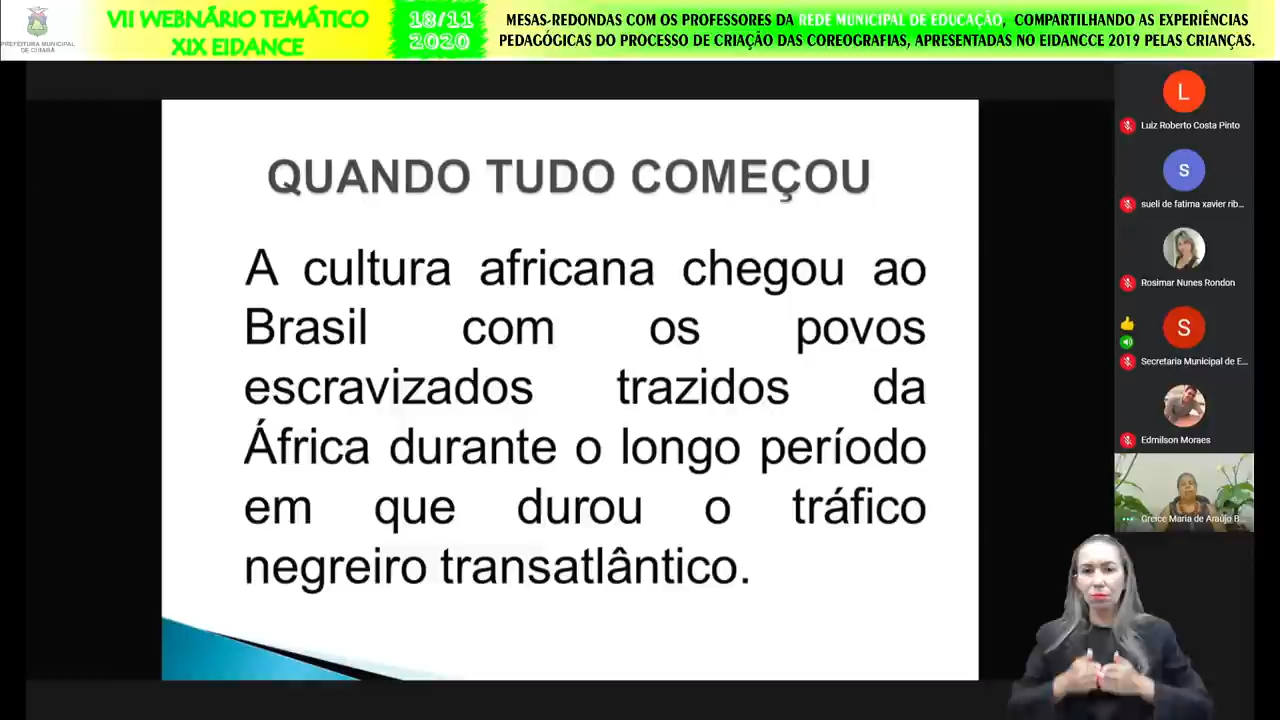 PREFEITURA MUNICIPAL
DE CUIABÁ
VII WEBNÁRIO TEMÁTICO
XIX EIDANCE
18/11
2020
MESAS-REDONDAS COM OS PROFESSORES DA REDE MUNICIPAL DE EDUCAÇÃO, COMPARTILHANDO AS EXPERIÊNCIAS
PEDAGÓGICAS DO PROCESSO DE CRIAÇÃO DAS COREOGRAFIAS, APRESENTADAS NO EIDANCCE 2019 PELAS CRIANÇAS.
QUANDO TUDO COMEÇOU
A cultura africana chegou ao
Brasil com os povos
escravizados trazidos da
África durante o longo período
em que durou o tráfico
negreiro transatlântico.
L
Luiz Roberto Costa Pinto
S
sueli de fatima xavier rib...
Rosimar Nunes Rondon
S
Secretaria Municipal de E...
Edmilson Moraes
Greice Maria de Araújo B...